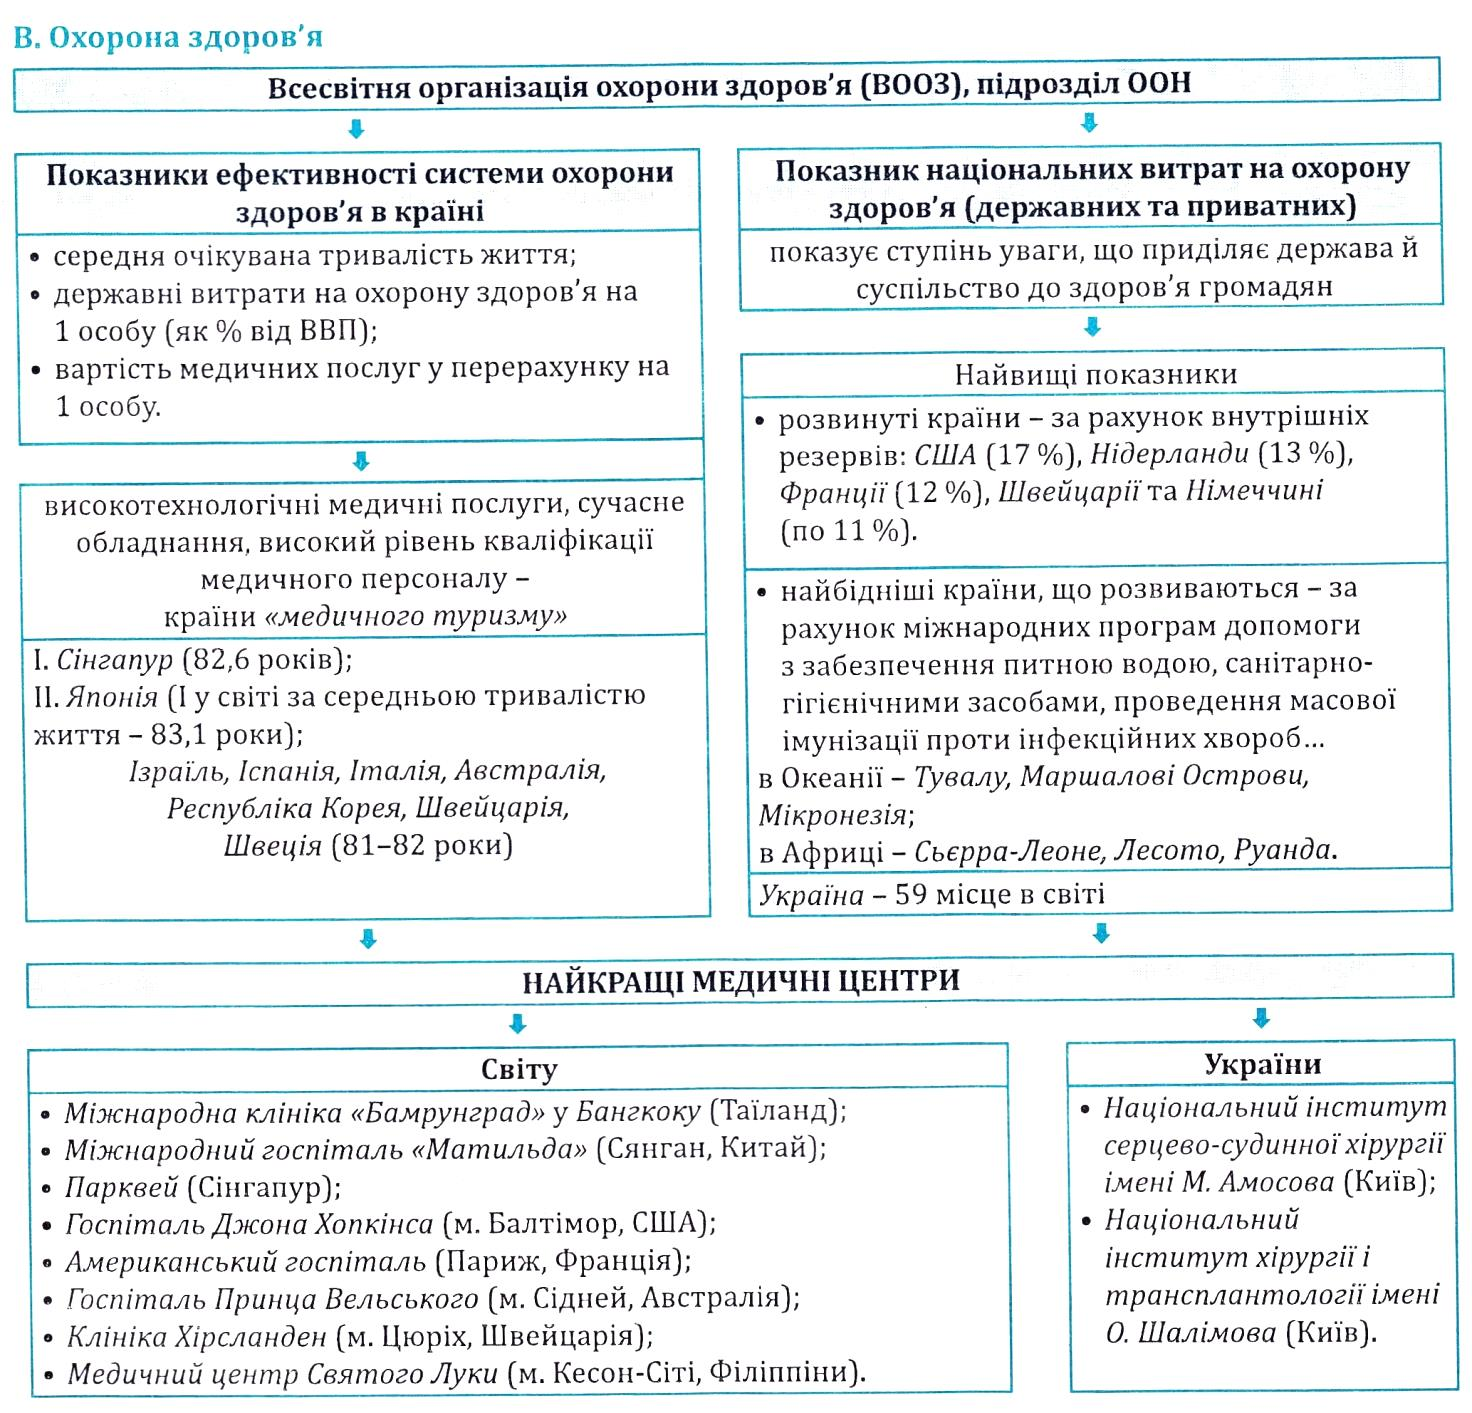 В. Охорона здоров’я
Всесвітня організація охорони здоров’я (ВООЗ), підрозділ ООН
Показники ефективності системи охорони
здоров’я в країні
• середня очікувана тривалість життя;
• державні витрати на охорону здоров’я на
1 особу (як % від ВВП);
• вартість медичних послуг у перерахунку на
1 особу.
високотехнологічні медичні послуги, сучасне
обладнання, високий рівень кваліфікації
медичного персоналу –
країни «медичного туризму»
І. Сінгапур (82,6 років);
ІІ. Японія (І у світі за середньою тривалістю
життя – 83,1 роки);
Ізраїль, Іспанія, Італія, Австралія,
Республіка Корея, Швейцарія,
Швеція (81–82 роки)
Показник національних витрат на охорону
здоров’я (державних та приватних)
показує ступінь уваги, що приділяє держава й
суспільство до здоров’я громадян
Найвищі показники
• розвинуті країни – за рахунок внутрішніх
резервів: США (17 %), Нідерланди (13 %),
Франції (12 %), Швейцарії та Німеччині
(по 11 %).
• найбідніші країни, що розвиваються – за
рахунок міжнародних програм допомоги
з забезпечення питною водою, санітарно-
гігієнічними засобами, проведення масової
імунізації проти інфекційних хвороб...
в Океанії – Тувалу, Маршалові Острови,
Мікронезія;
в Африці – Сьєрра-Леоне, Лесото, Руанда.
Україна – 59 місце в світі
НАЙКРАЩІ МЕДИЧНІ ЦЕНТРИ
Світу
• Міжнародна клініка «Бамрунград» у Бангкоку (Таїланд);
• Міжнародний госпіталь «Матильда» (Сянган, Китай);
• Парквей (Сінгапур);
• Госпіталь Джона Хопкінса (м. Балтімор, США);
• Американський госпіталь (Париж, Франція);
• Госпіталь Принца Вельського (м. Сідней, Австралія);
• Клініка Хірсланден (м. Цюріх, Швейцарія);
• Медичний центр Святого Луки (м. Кесон-Сіті, Філіппіни).
України
• Національний інститут
серцево-судинної хірургії
імені М. Амосова (Київ);
• Національний
інститут хірургії і
трансплантології імені
О. Шалімова (Київ).